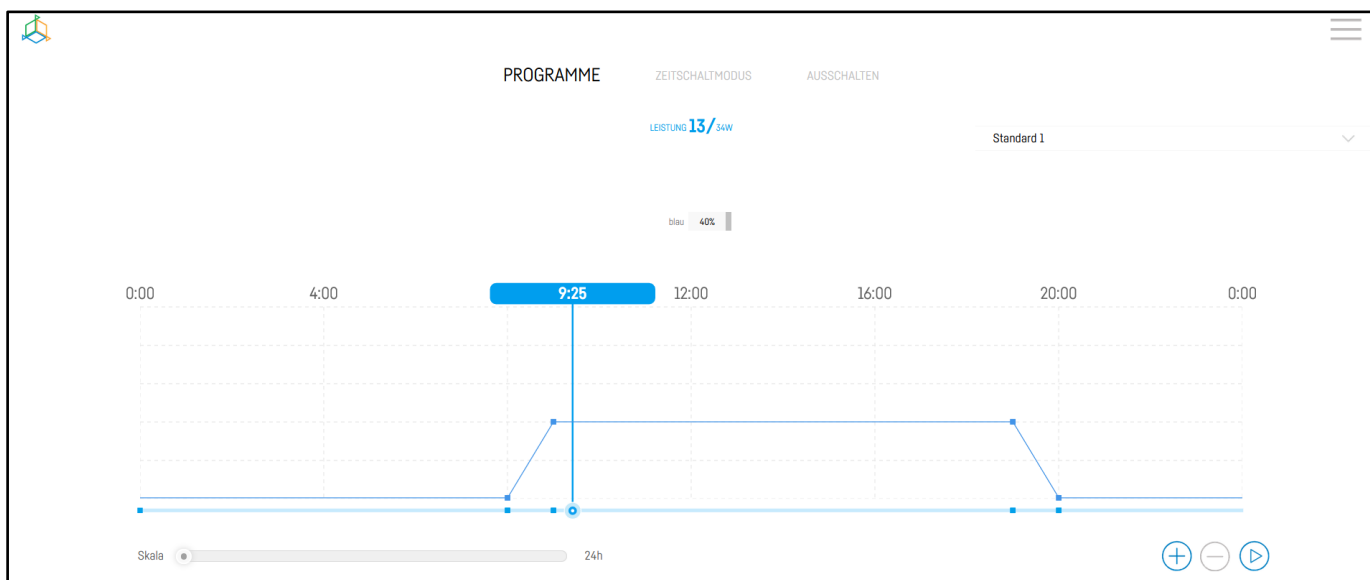 PROGRAMME ZEITSCHALTMODUS AUSSCHALTEN
LEISTUNG 13/34W
Standard 1
blau 40%
0:00 4:00 9:25 12:00 16:00 20:00 0:00
Skala 24h